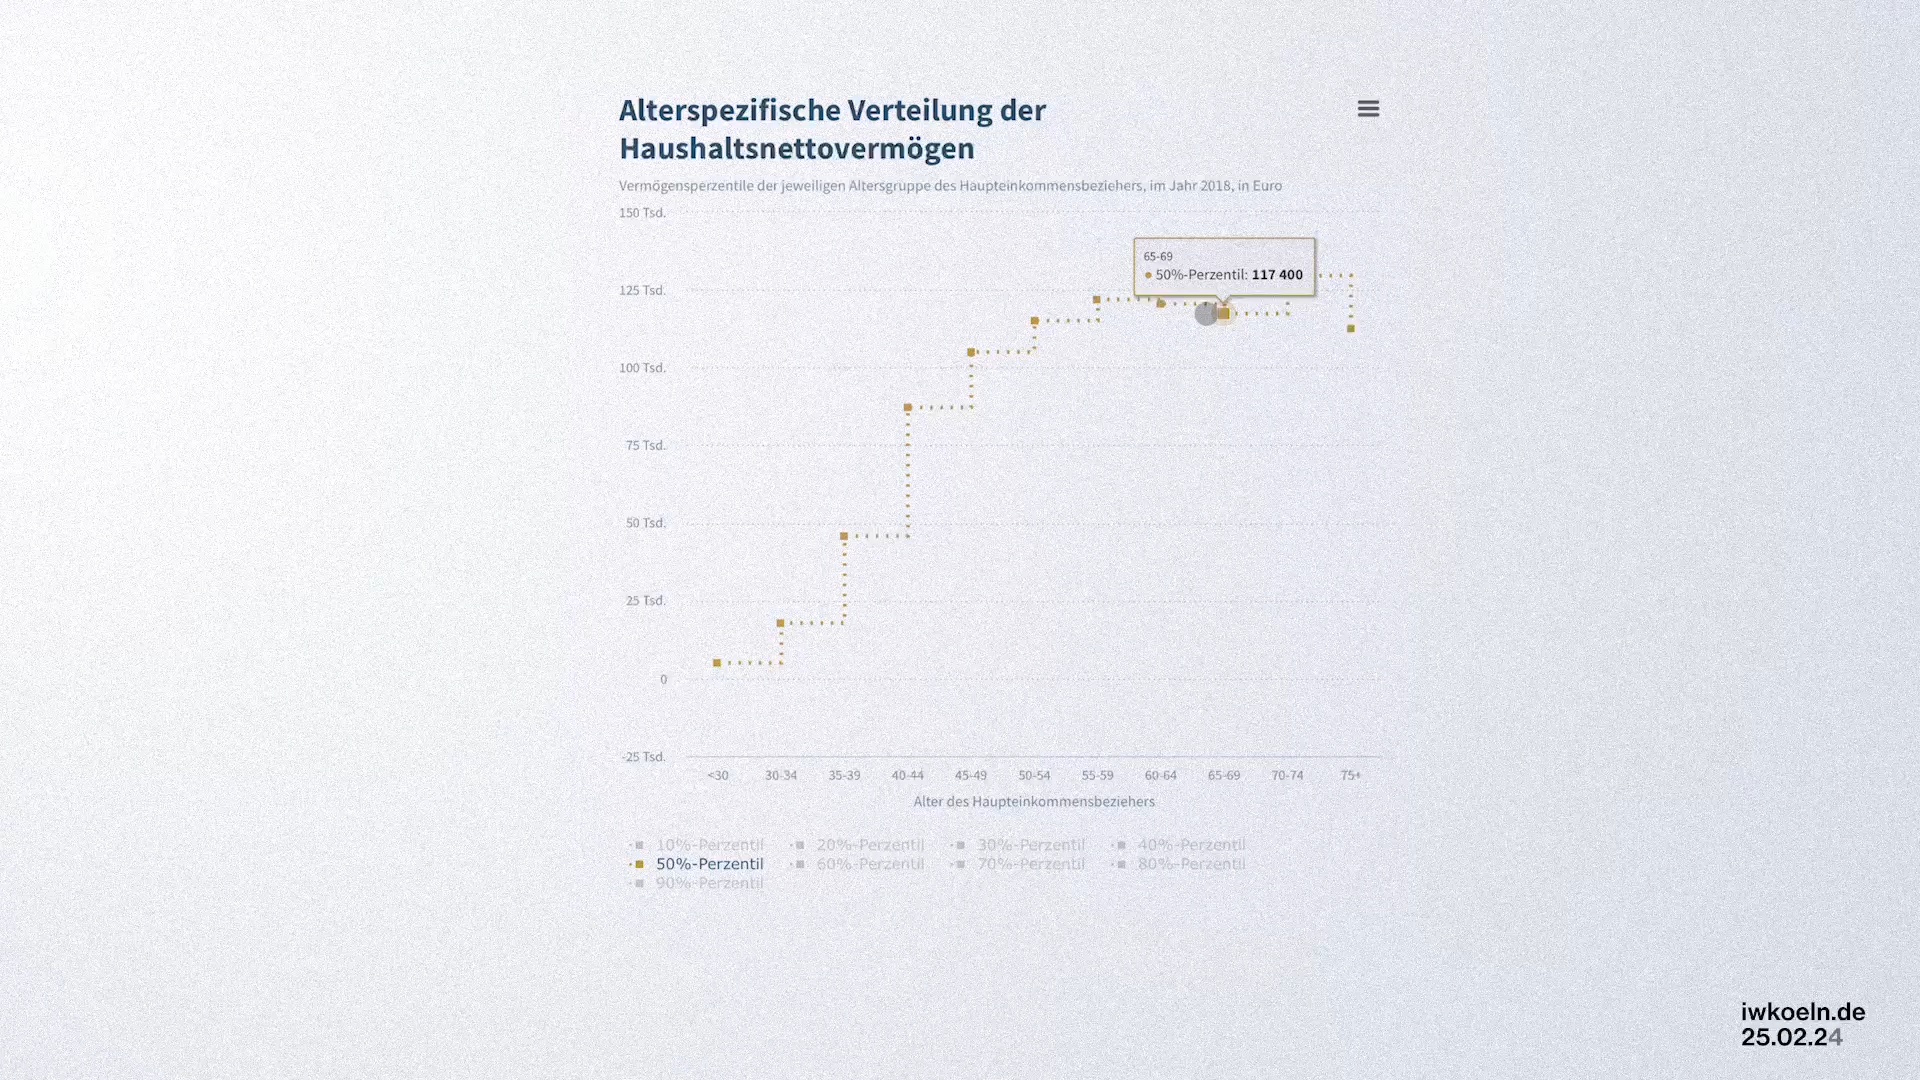 Alterspezifische Verteilung der
Haushaltsnettovermögen
Vermögensperzentile der jeweiligen Altersgruppe des Haupteinkommensbeziehers, im Jahr 2018, in Euro
150 Tsd.
65-69
50%-Perzentil: 117 400
125 Tsd.
100 Tsd.
75 Tsd.
50 Tsd.
25 Tsd.
0
-25 Tsd.
<30 30-34 35-39 40-44 45-49 50-54 55-59 60-64 65-69 70-74 75+
Alter des Haupteinkommensbeziehers
10%-Perzentil 20%-Perzentil 30%-Perzentil 40%-Perzentil
50%-Perzentil 60%-Perzentil 70%-Perzentil 80%-Perzentil
90%-Perzentil
iwkoeln.de
25.02.24